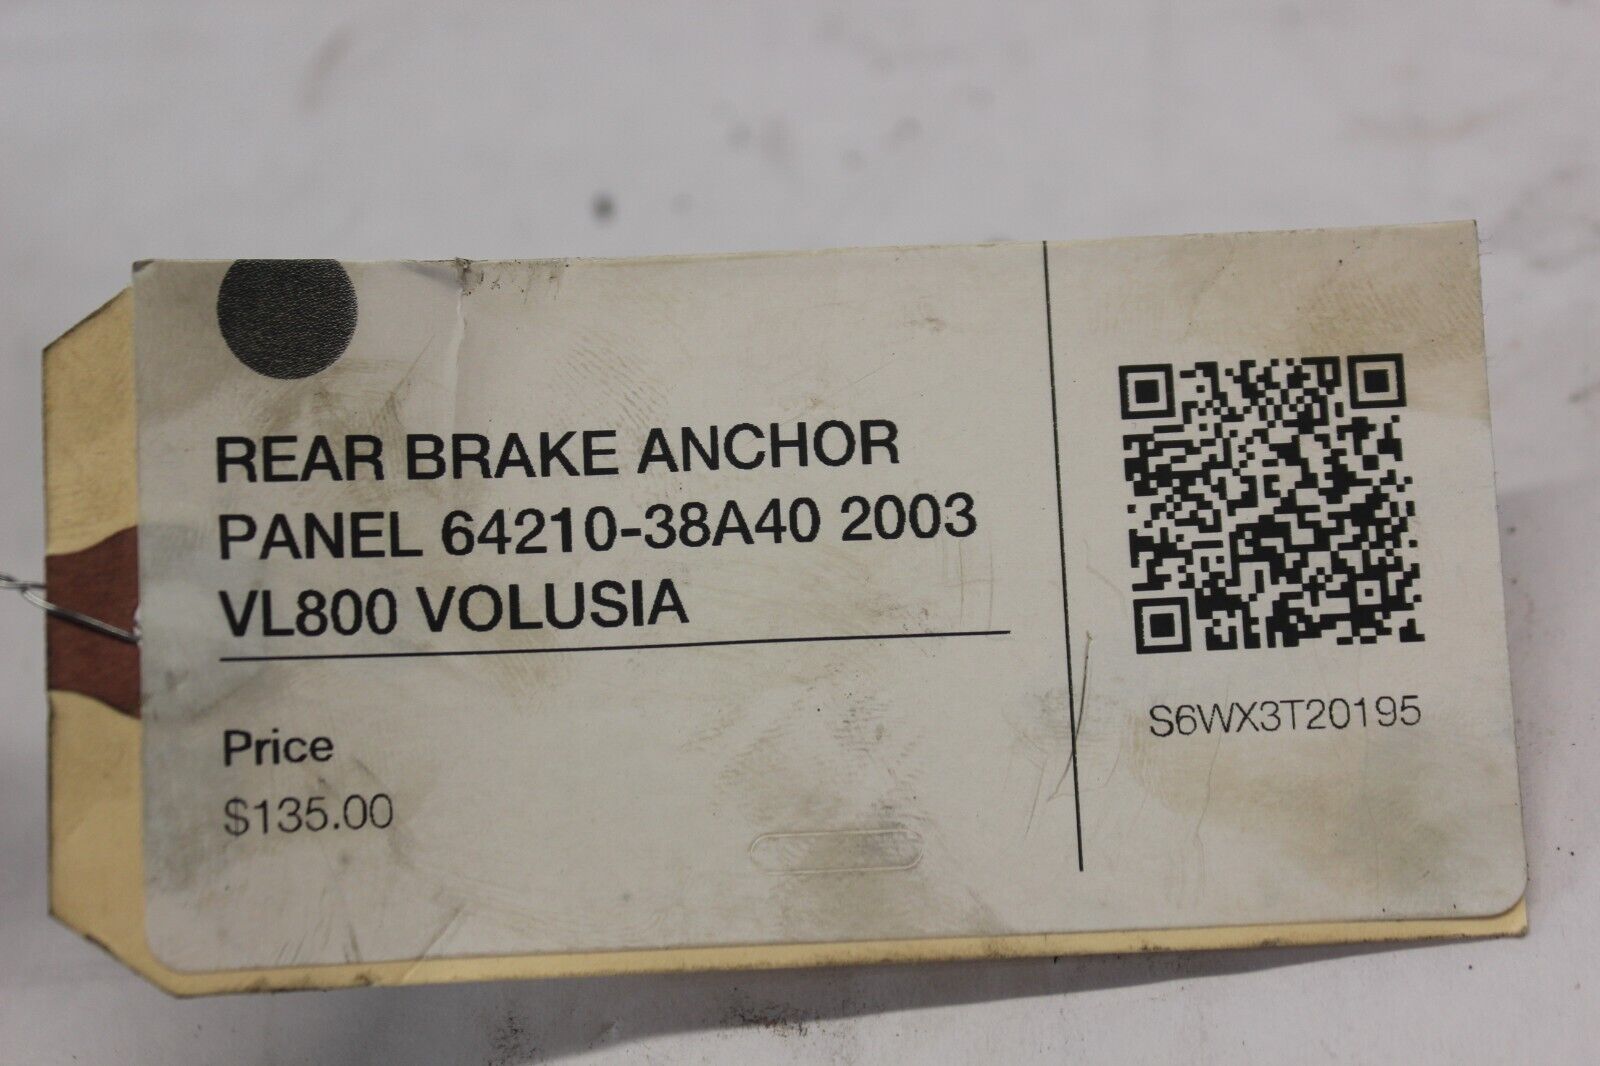 REAR BRAKE ANCHOR
PANEL 64210-38A40 2003
VL800 VOLUSIA
Price
$135.00
S6WX3T20195